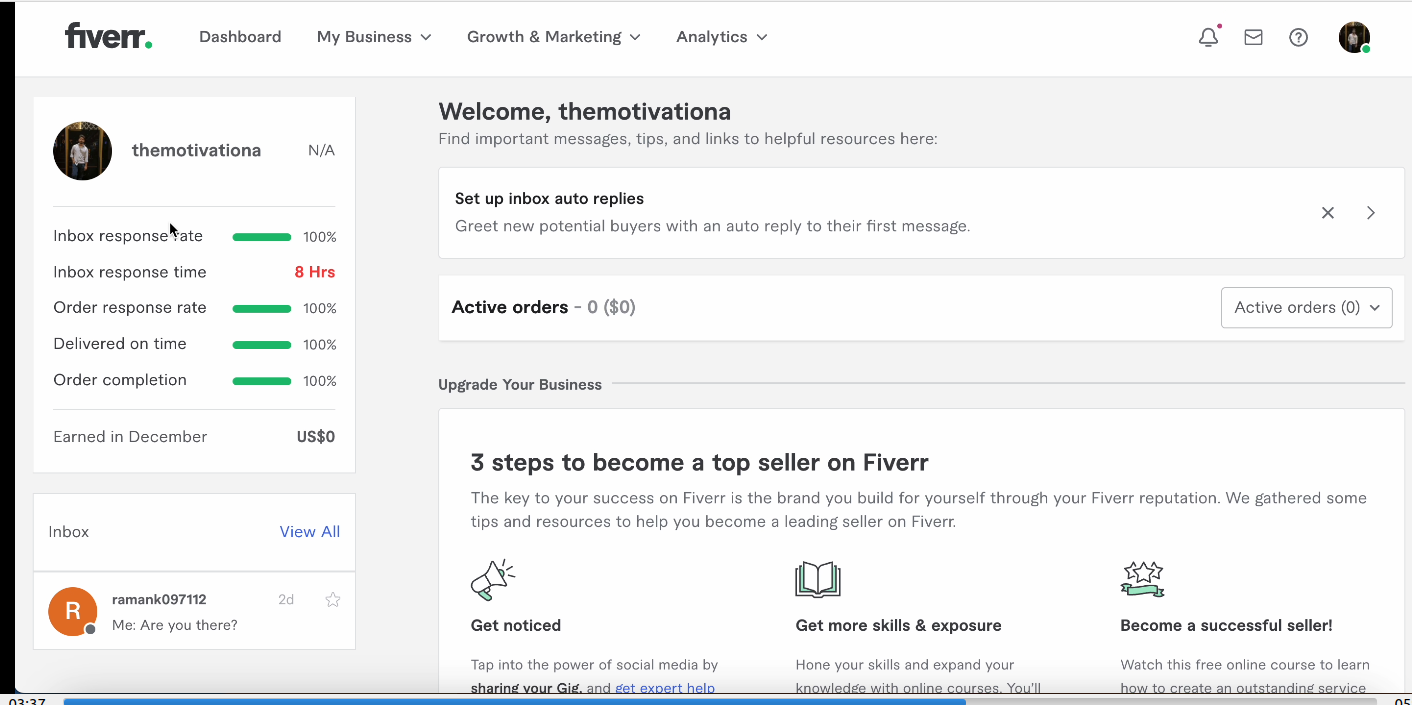 fiverr.
Dashboard
My Business
Growth & Marketing
Analytics
themotivationa
N/A
Inbox response rate
100%
Inbox response time
8 Hrs
Order response rate
100%
Delivered on time
100%
Order completion
100%
Earned in December
US$0
Inbox
View All
R
ramank097112
2d
Me: Are you there?
Welcome, themotivationa
Find important messages, tips, and links to helpful resources here:
Set up inbox auto replies
Greet new potential buyers with an auto reply to their first message.
Active orders - 0 ($0)
Active orders (0)
Upgrade Your Business
3 steps to become a top seller on Fiverr
The key to your success on Fiverr is the brand you build for yourself through your Fiverr reputation. We gathered some
tips and resources to help you become a leading seller on Fiverr.
Get noticed
Tap into the power of social media by
sharing your Gig, and get expert help
Get more skills & exposure
Hone your skills and expand your
knowledge with online courses. You'll
Become a successful seller!
Watch this free online course to learn
how to create an outstanding service
03:37
05